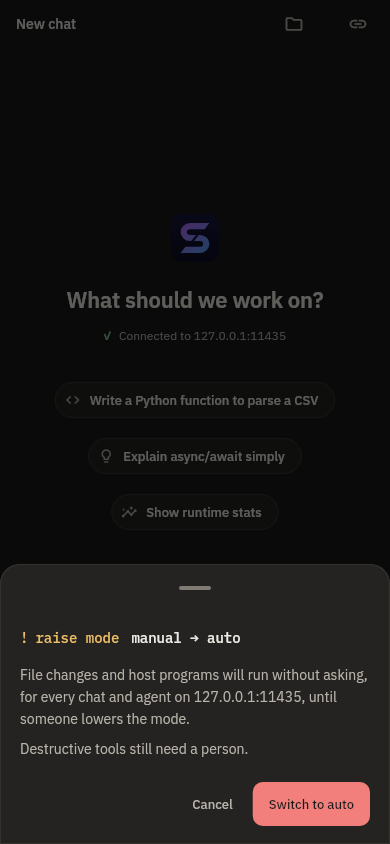 New chat
What should we work on?
✓ Connected to 127.0.0.1:11435
Write a Python function to parse a CSV
Explain async/await simply
Show runtime stats
! raise mode manual → auto
File changes and host programs will run without asking,
for every chat and agent on 127.0.0.1:11435, until
someone lowers the mode.
Destructive tools still need a person.
Cancel
Switch to auto